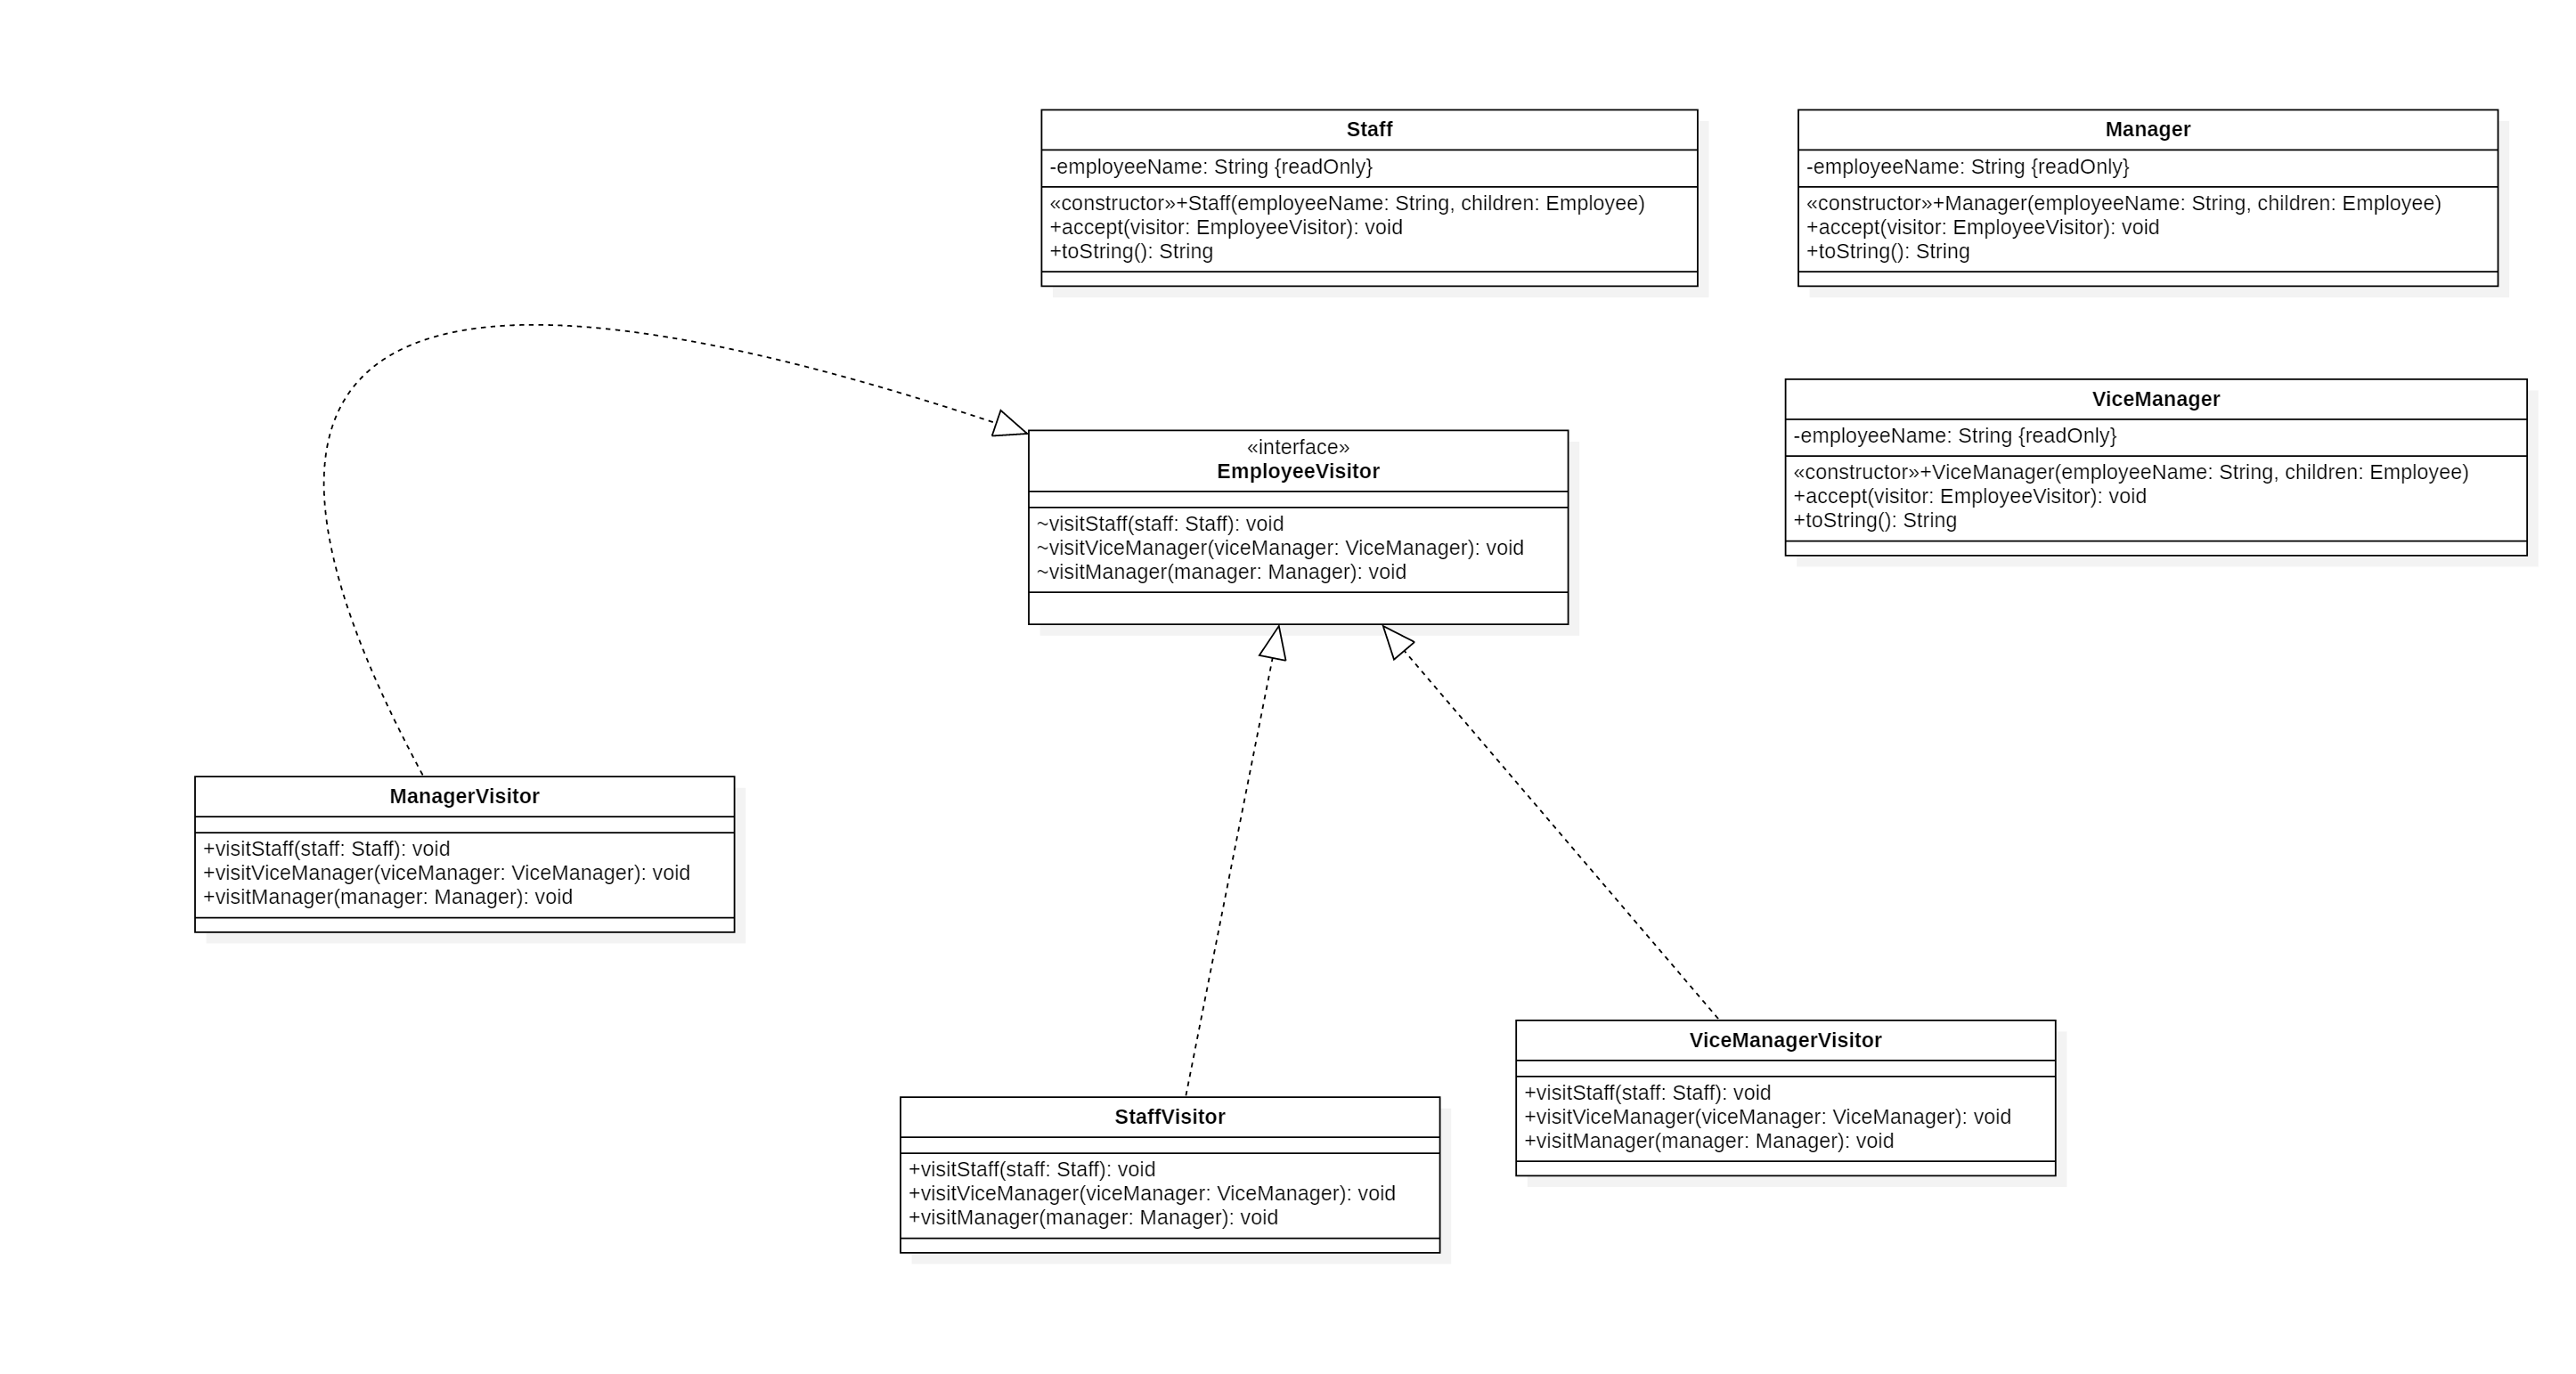 Staff
-employeeName: String {readOnly}
«constructor»+Staff(employeeName: String, children: Employee)
+accept(visitor: EmployeeVisitor): void
+toString(): String
Manager
-employeeName: String {readOnly}
«constructor»+Manager(employeeName: String, children: Employee)
+accept(visitor: EmployeeVisitor): void
+toString(): String
ViceManager
-employeeName: String {readOnly}
«constructor»+ViceManager(employeeName: String, children: Employee)
+accept(visitor: EmployeeVisitor): void
+toString(): String
«interface»
EmployeeVisitor
~visitStaff(staff: Staff): void
~visitViceManager(viceManager: ViceManager): void
~visitManager(manager: Manager): void
ManagerVisitor
+visitStaff(staff: Staff): void
+visitViceManager(viceManager: ViceManager): void
+visitManager(manager: Manager): void
ViceManagerVisitor
+visitStaff(staff: Staff): void
+visitViceManager(viceManager: ViceManager): void
+visitManager(manager: Manager): void
StaffVisitor
+visitStaff(staff: Staff): void
+visitViceManager(viceManager: ViceManager): void
+visitManager(manager: Manager): void